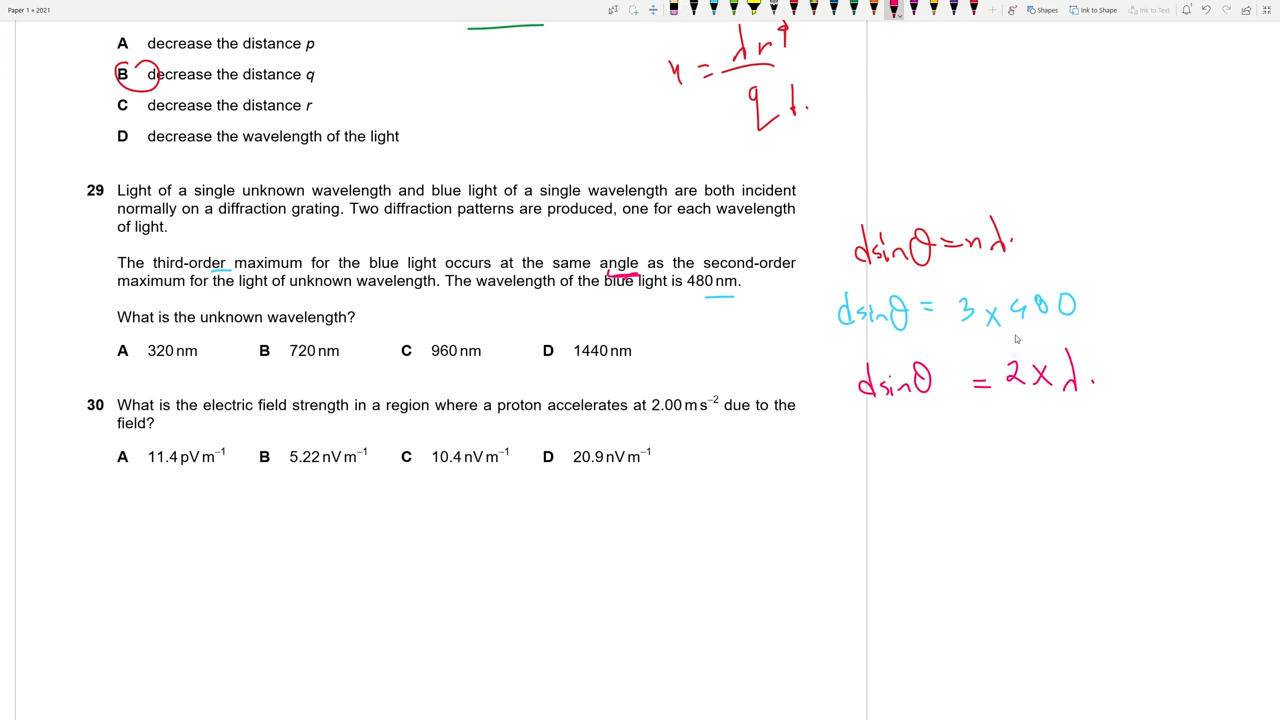 Paper 1 • 2021
Shapes
Ink to Shape
Ink to Text
A decrease the distance p
B decrease the distance q
C decrease the distance r
D decrease the wavelength of the light
29 Light of a single unknown wavelength and blue light of a single wavelength are both incident
normally on a diffraction grating. Two diffraction patterns are produced, one for each wavelength
of light.
The third-order maximum for the blue light occurs at the same angle as the second-order
maximum for the light of unknown wavelength. The wavelength of the blue light is 480 nm.
What is the unknown wavelength?
A 320 nm B 720 nm C 960 nm D 1440 nm
30 What is the electric field strength in a region where a proton accelerates at 2.00 m s⁻² due to the
field?
A 11.4 pV m⁻¹ B 5.22 nV m⁻¹ C 10.4 nV m⁻¹ D 20.9 nV m⁻¹
dsinθ = nλ.
dsinθ = 3 × 480
dsinθ = 2 × λ.